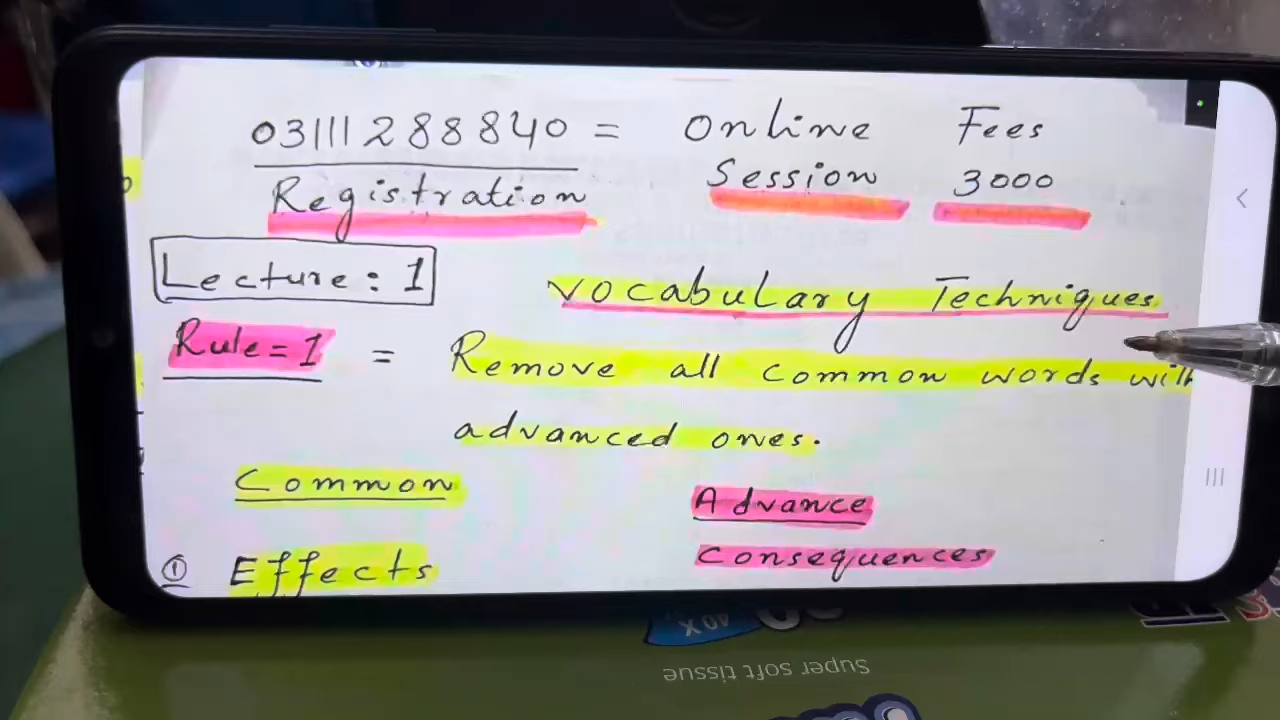 03111288840 = Online Fees
Registration Session 3000
Lecture: 1 Vocabulary Techniques
Rule=1 = Remove all common words with
advanced ones.
Common Advance
① Effects Consequences
40X
Super soft tissue